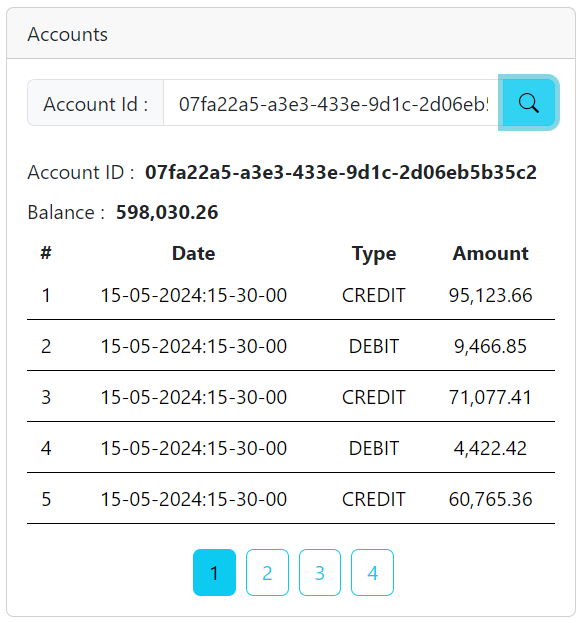 Accounts
Account Id : 07fa22a5-a3e3-433e-9d1c-2d06eb5
Account ID : 07fa22a5-a3e3-433e-9d1c-2d06eb5b35c2
Balance : 598,030.26
# Date Type Amount
1 15-05-2024:15-30-00 CREDIT 95,123.66
2 15-05-2024:15-30-00 DEBIT 9,466.85
3 15-05-2024:15-30-00 CREDIT 71,077.41
4 15-05-2024:15-30-00 DEBIT 4,422.42
5 15-05-2024:15-30-00 CREDIT 60,765.36
1 2 3 4